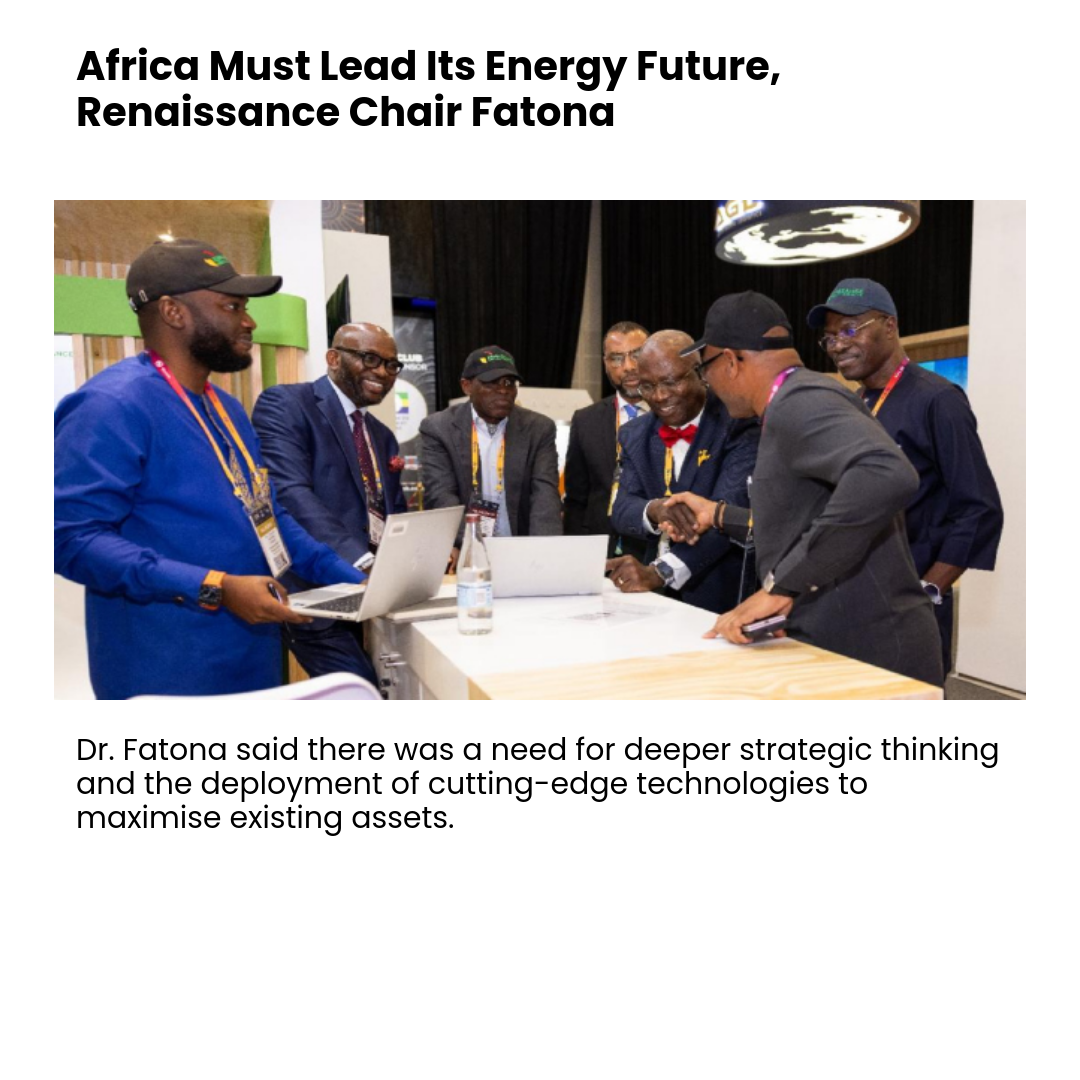 Africa Must Lead Its Energy Future,
Renaissance Chair Fatona
CLUB
Dr. Fatona said there was a need for deeper strategic thinking
and the deployment of cutting-edge technologies to
maximise existing assets.